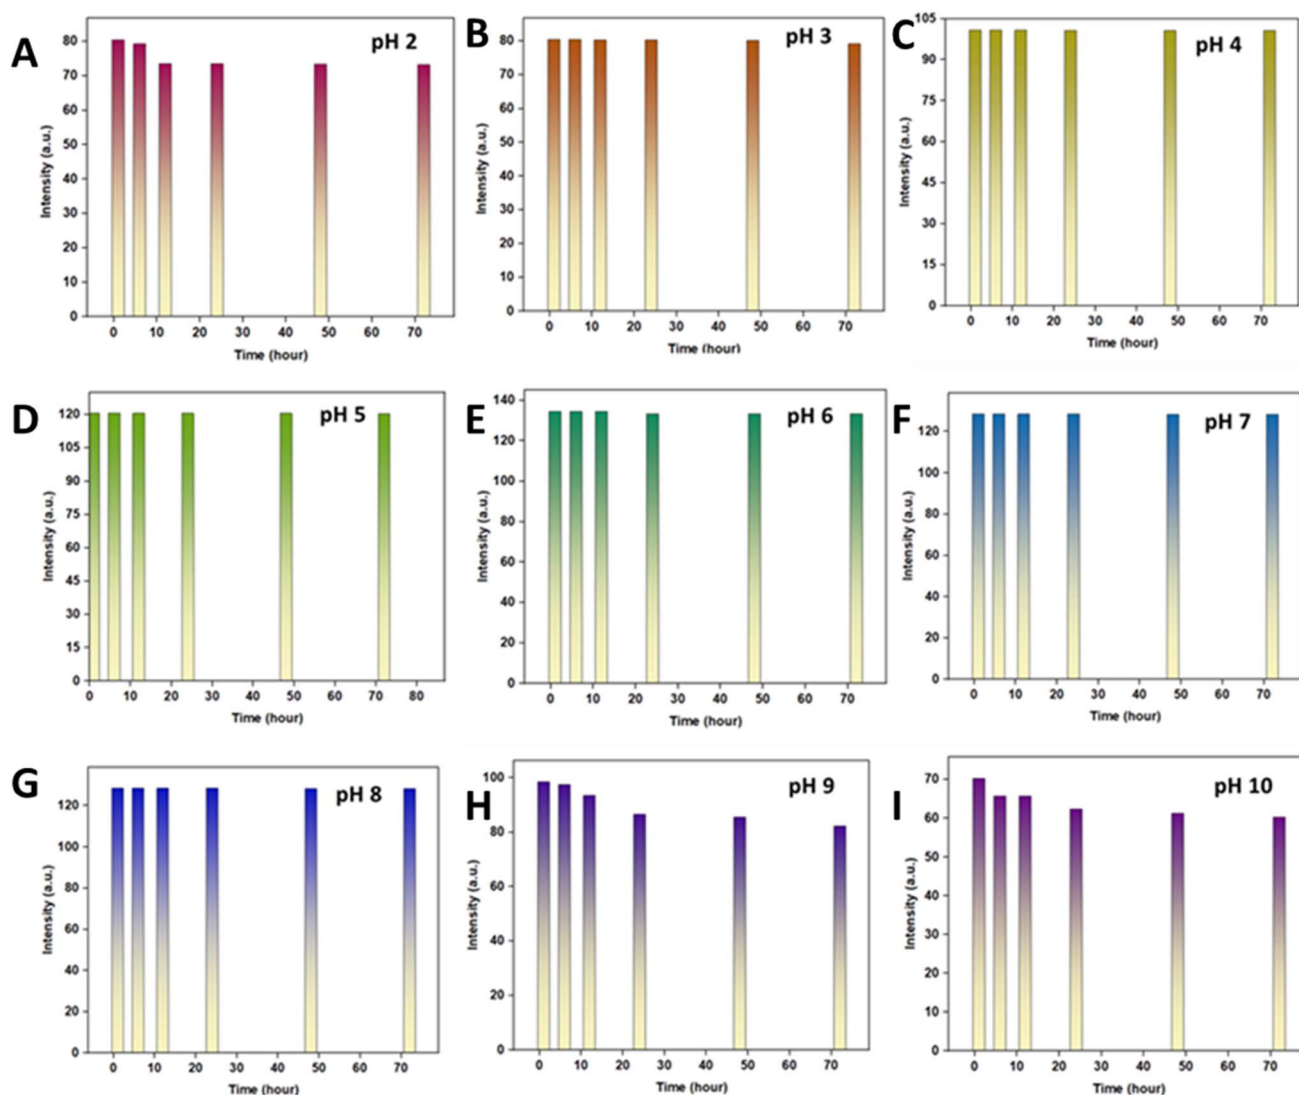 A
pH 2
80
70
60
50
40
30
20
10
0
Intensity (a.u.)
0 10 20 30 40 50 60 70
Time (hour)
B
pH 3
80
70
60
50
40
30
20
10
0
Intensity (a.u.)
0 10 20 30 40 50 60 70
Time (hour)
C
pH 4
105
90
75
60
45
30
15
0
Intensity (a.u.)
0 10 20 30 40 50 60 70
Time (hour)
D
pH 5
120
105
90
75
60
45
30
15
0
Intensity (a.u.)
0 10 20 30 40 50 60 70 80
Time (hour)
E
pH 6
140
120
100
80
60
40
20
0
Intensity (a.u.)
0 10 20 30 40 50 60 70
Time (hour)
F
pH 7
120
100
80
60
40
20
0
Intensity (a.u.)
0 10 20 30 40 50 60 70
Time (hour)
G
pH 8
120
100
80
60
40
20
0
Intensity (a.u.)
0 10 20 30 40 50 60 70
Time (hour)
H
pH 9
100
80
60
40
20
0
Intensity (a.u.)
0 10 20 30 40 50 60 70
Time (hour)
I
pH 10
70
60
50
40
30
20
10
0
Intensity (a.u.)
0 10 20 30 40 50 60 70
Time (hour)